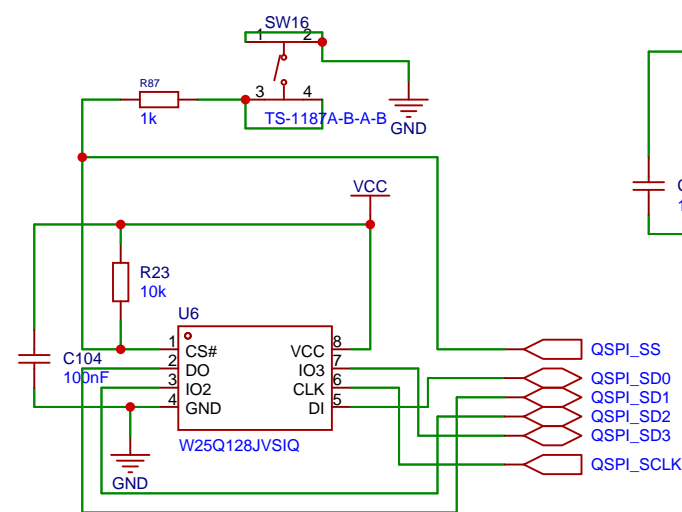 SW16
1 2
R87
3 4
1k
TS-1187A-B-A-B
GND
VCC
C
1
R23
10k
U6
1 CS# VCC 8
2 DO IO3 7
3 IO2 CLK 6
4 GND DI 5
C104
100nF
W25Q128JVSIQ
GND
QSPI_SS
QSPI_SD0
QSPI_SD1
QSPI_SD2
QSPI_SD3
QSPI_SCLK